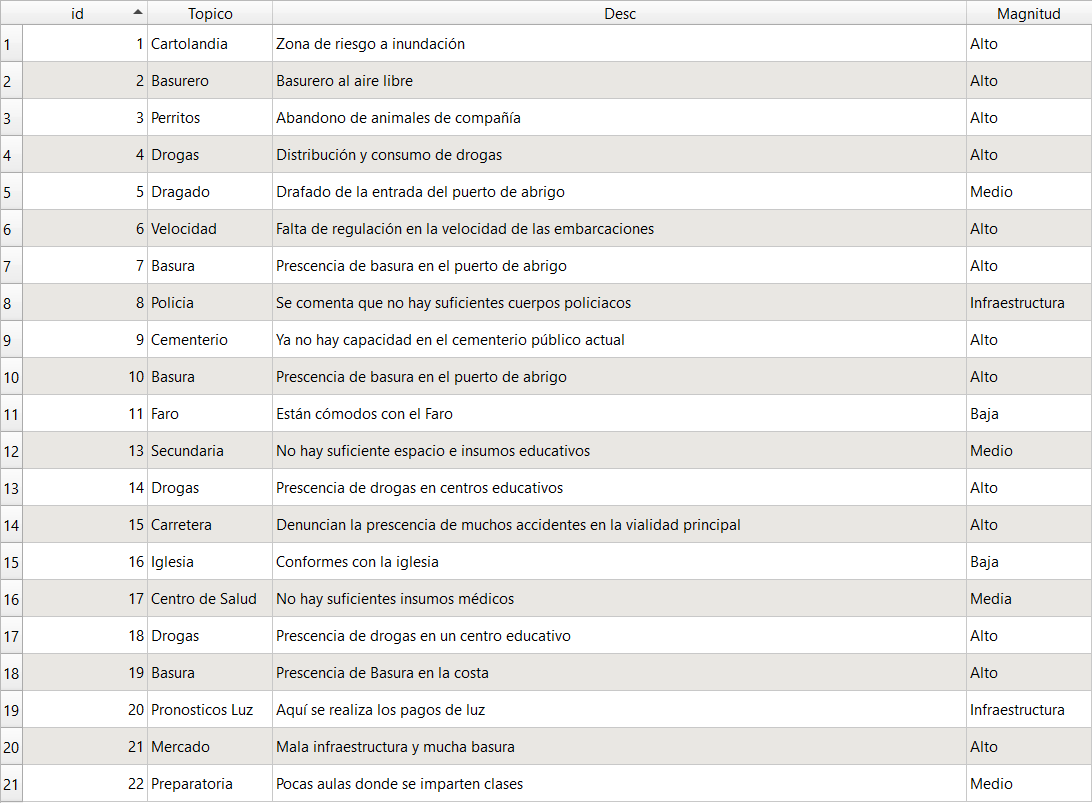 id Topico Desc Magnitud
1 1 Cartolandia Zona de riesgo a inundación Alto
2 2 Basurero Basurero al aire libre Alto
3 3 Perritos Abandono de animales de compañía Alto
4 4 Drogas Distribución y consumo de drogas Alto
5 5 Dragado Drafado de la entrada del puerto de abrigo Medio
6 6 Velocidad Falta de regulación en la velocidad de las embarcaciones Alto
7 7 Basura Prescencia de basura en el puerto de abrigo Alto
8 8 Policia Se comenta que no hay suficientes cuerpos policiacos Infraestructura
9 9 Cementerio Ya no hay capacidad en el cementerio público actual Alto
10 10 Basura Prescencia de basura en el puerto de abrigo Alto
11 11 Faro Están cómodos con el Faro Baja
12 13 Secundaria No hay suficiente espacio e insumos educativos Medio
13 14 Drogas Prescencia de drogas en centros educativos Alto
14 15 Carretera Denuncian la prescencia de muchos accidentes en la vialidad principal Alto
15 16 Iglesia Conformes con la iglesia Baja
16 17 Centro de Salud No hay suficientes insumos médicos Media
17 18 Drogas Prescencia de drogas en un centro educativo Alto
18 19 Basura Prescencia de Basura en la costa Alto
19 20 Pronosticos Luz Aquí se realiza los pagos de luz Infraestructura
20 21 Mercado Mala infraestructura y mucha basura Alto
21 22 Preparatoria Pocas aulas donde se imparten clases Medio